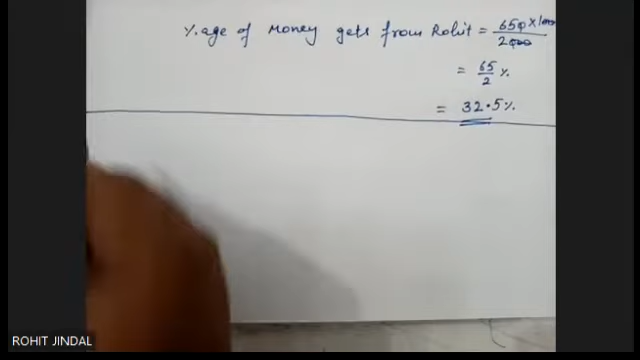 %age of Money gets from Rohit = 650 × 100 / 2000
= 65/2 %
= 32.5%
ROHIT JINDAL